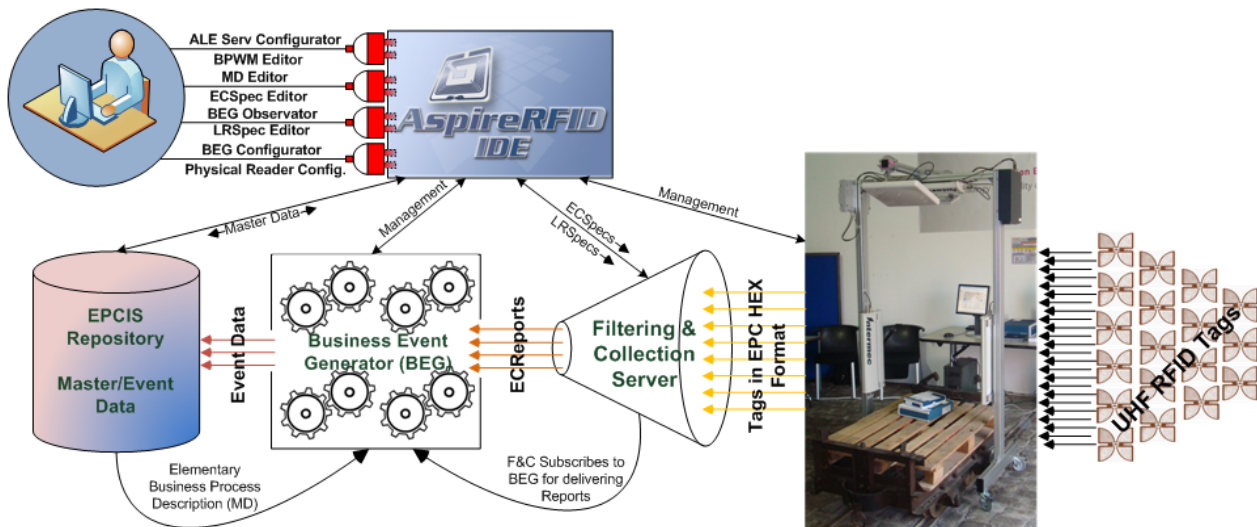 ALE Serv Configurator
BPWM Editor
MD Editor
ECSpec Editor
BEG Observator
LRSpec Editor
BEG Configurator
Physical Reader Config.
AspireRFID
IDE
Master Data
Management
ECSpecs
LRSpecs
Management
EPCIS
Repository
Master/Event
Data
Event Data
Business Event
Generator (BEG)
ECReports
Filtering &
Collection
Server
Tags in EPC HEX
Format
Intermec
UHF RFID Tags
Elementary
Business Process
Description (MD)
F&C Subscribes to
BEG for delivering
Reports